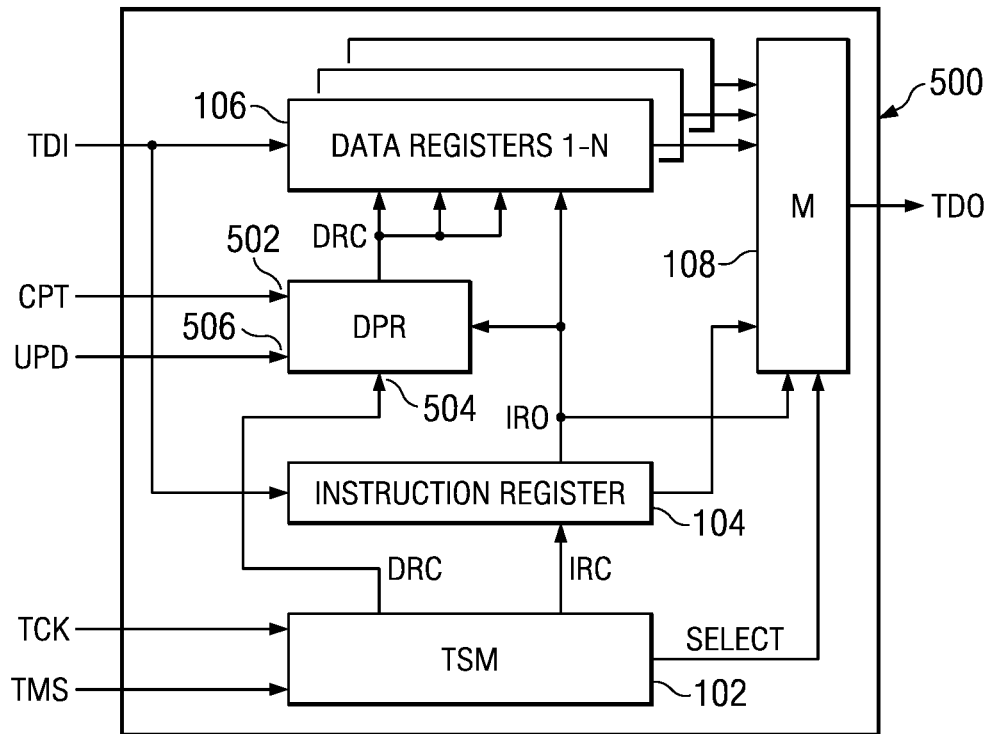 106
500
TDI
DATA REGISTERS 1-N
M
TDO
DRC
502
108
CPT
DPR
506
UPD
504
IRO
INSTRUCTION REGISTER
104
DRC
IRC
TCK
SELECT
TSM
TMS
102